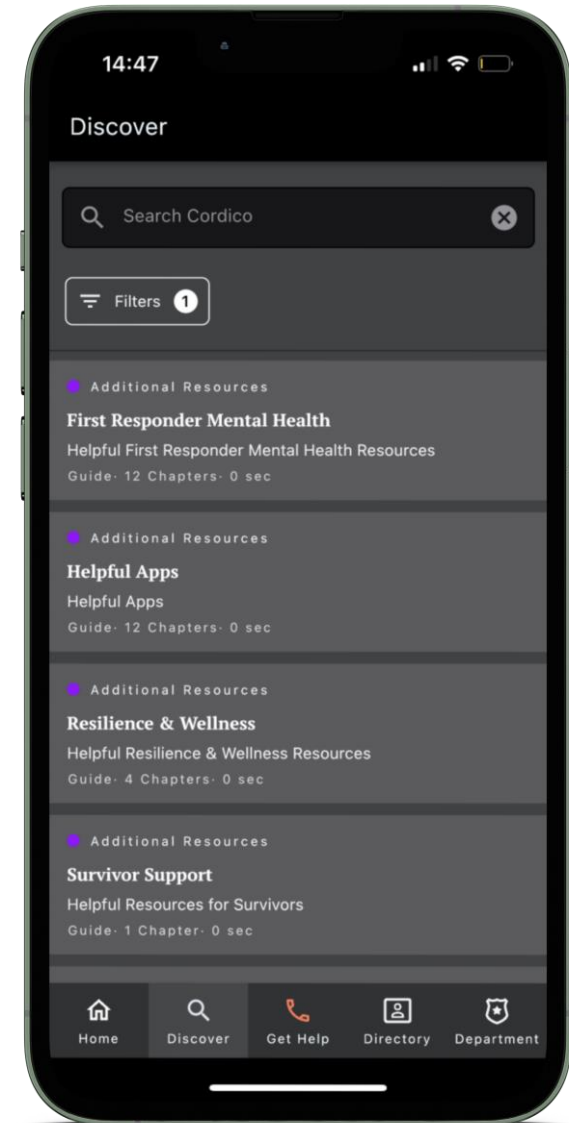 14:47
Discover
Search Cordico
Filters 1
Additional Resources
First Responder Mental Health
Helpful First Responder Mental Health Resources
Guide· 12 Chapters· 0 sec
Additional Resources
Helpful Apps
Helpful Apps
Guide· 12 Chapters· 0 sec
Additional Resources
Resilience & Wellness
Helpful Resilience & Wellness Resources
Guide· 4 Chapters· 0 sec
Additional Resources
Survivor Support
Helpful Resources for Survivors
Guide· 1 Chapter· 0 sec
Home Discover Get Help Directory Department